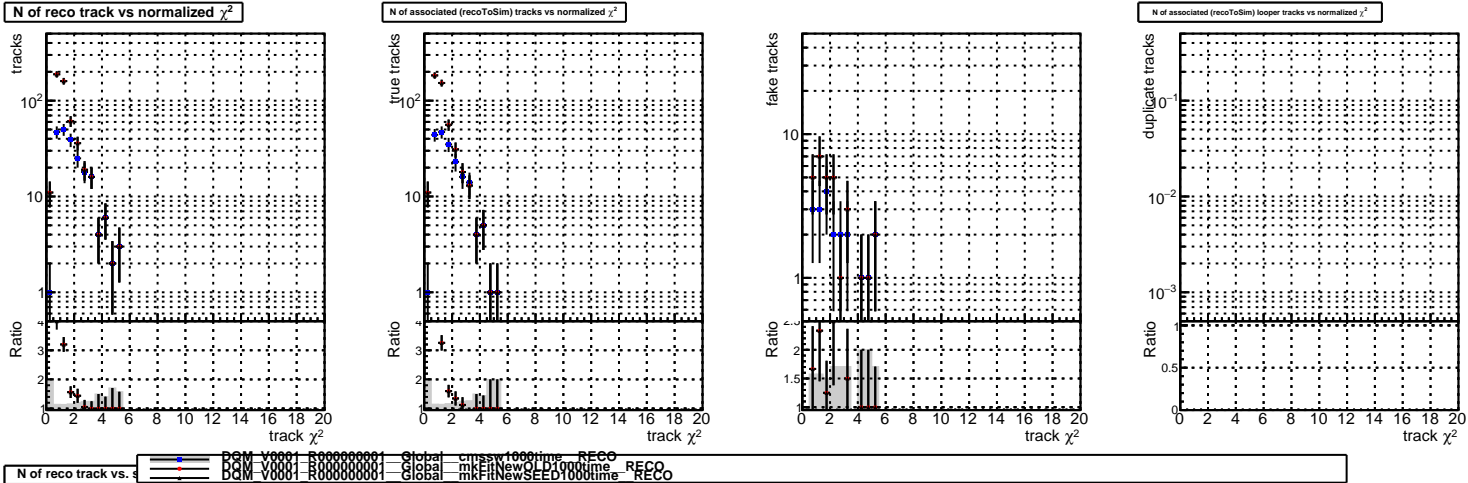 N of reco track vs normalized χ²
N of associated (recoToSim) tracks vs normalized χ²
N of associated (recoToSim) looper tracks vs normalized χ²
tracks
10²
10
1
Ratio
4
3
2
1
0 2 4 6 8 10 12 14 16 18 20
track χ²
true tracks
10²
10
1
Ratio
4
3
2
1
0 2 4 6 8 10 12 14 16 18 20
track χ²
fake tracks
10
1
Ratio
2.5
2
1.5
1
0 2 4 6 8 10 12 14 16 18 20
track χ²
duplicate tracks
10⁻¹
10⁻²
10⁻³
Ratio
1
0.5
0
0 2 4 6 8 10 12 14 16 18 20
track χ²
N of reco track vs. s
DQM_V0001_R000000001__Global__cmssw1000time__RECO
DQM_V0001_R000000001__Global__mkFitNewOLD1000time__RECO
DQM_V0001_R000000001__Global__mkFitNewSEED1000time__RECO